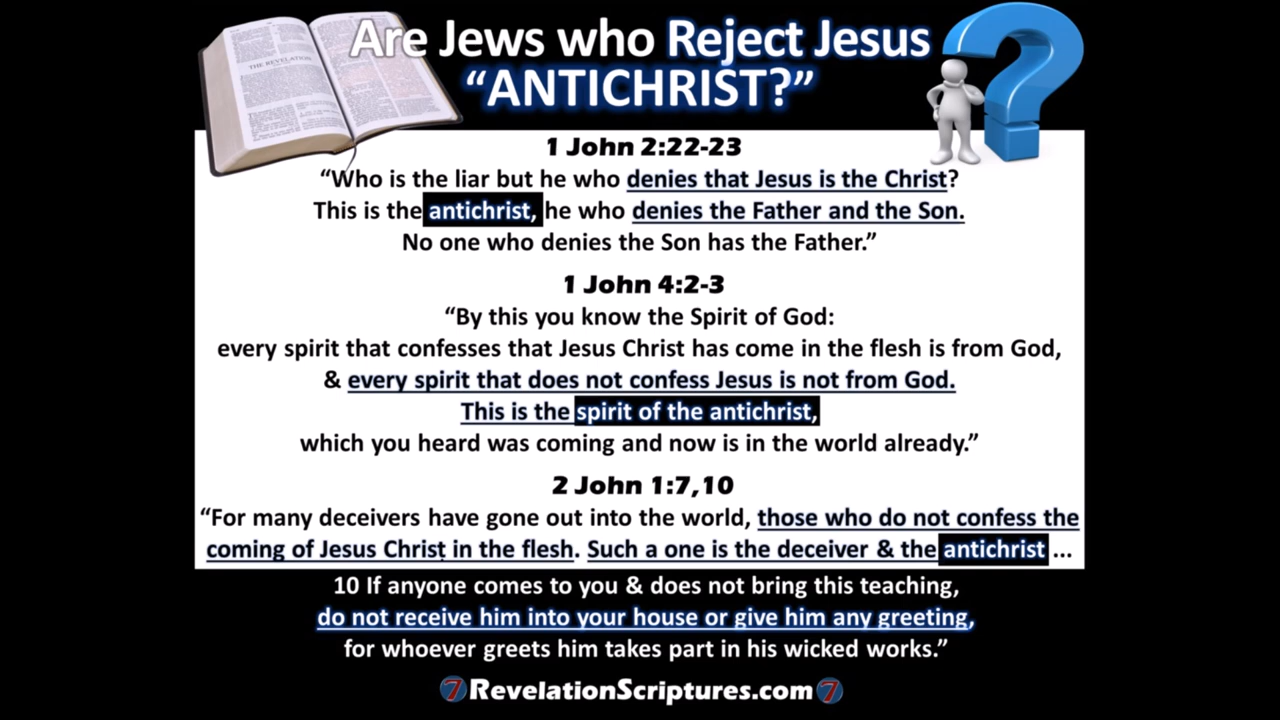 THE REVELATION
Are Jews who Reject Jesus
“ANTICHRIST?”
1 John 2:22-23
“Who is the liar but he who denies that Jesus is the Christ?
This is the antichrist, he who denies the Father and the Son.
No one who denies the Son has the Father.”
1 John 4:2-3
“By this you know the Spirit of God:
every spirit that confesses that Jesus Christ has come in the flesh is from God,
& every spirit that does not confess Jesus is not from God.
This is the spirit of the antichrist,
which you heard was coming and now is in the world already.”
2 John 1:7,10
“For many deceivers have gone out into the world, those who do not confess the
coming of Jesus Christ in the flesh. Such a one is the deceiver & the antichrist ...
10 If anyone comes to you & does not bring this teaching,
do not receive him into your house or give him any greeting,
for whoever greets him takes part in his wicked works.”
7 RevelationScriptures.com 7